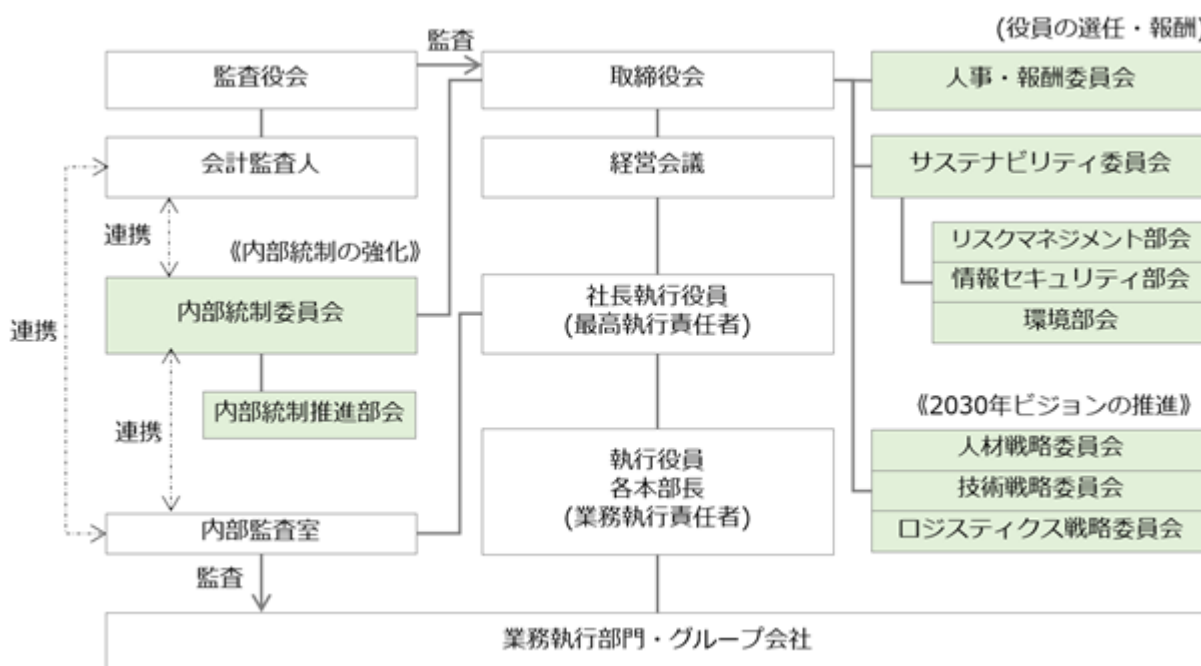 (役員の選任・報酬)
監査
監査役会
取締役会
人事・報酬委員会
会計監査人
経営会議
サステナビリティ委員会
連携
《内部統制の強化》
リスクマネジメント部会
情報セキュリティ部会
環境部会
内部統制委員会
社長執行役員
(最高執行責任者)
連携
内部統制推進部会
連携
《2030年ビジョンの推進》
執行役員
各本部長
(業務執行責任者)
人材戦略委員会
技術戦略委員会
ロジスティクス戦略委員会
内部監査室
監査
業務執行部門・グループ会社